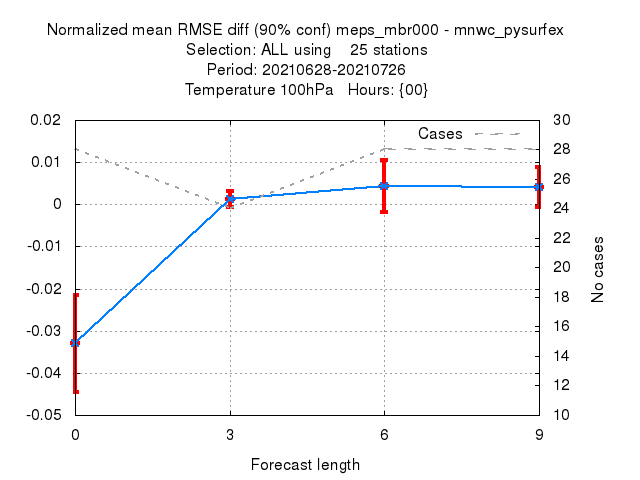 Normalized mean RMSE diff (90% conf) meps_mbr000 - mnwc_pysurfex
Selection: ALL using    25 stations
Period: 20210628-20210726
Temperature 100hPa   Hours: {00}
Cases
0.02
0.01
0
-0.01
-0.02
-0.03
-0.04
-0.05
30
28
26
24
22
20
18
16
14
12
10
No cases
0 3 6 9
Forecast length